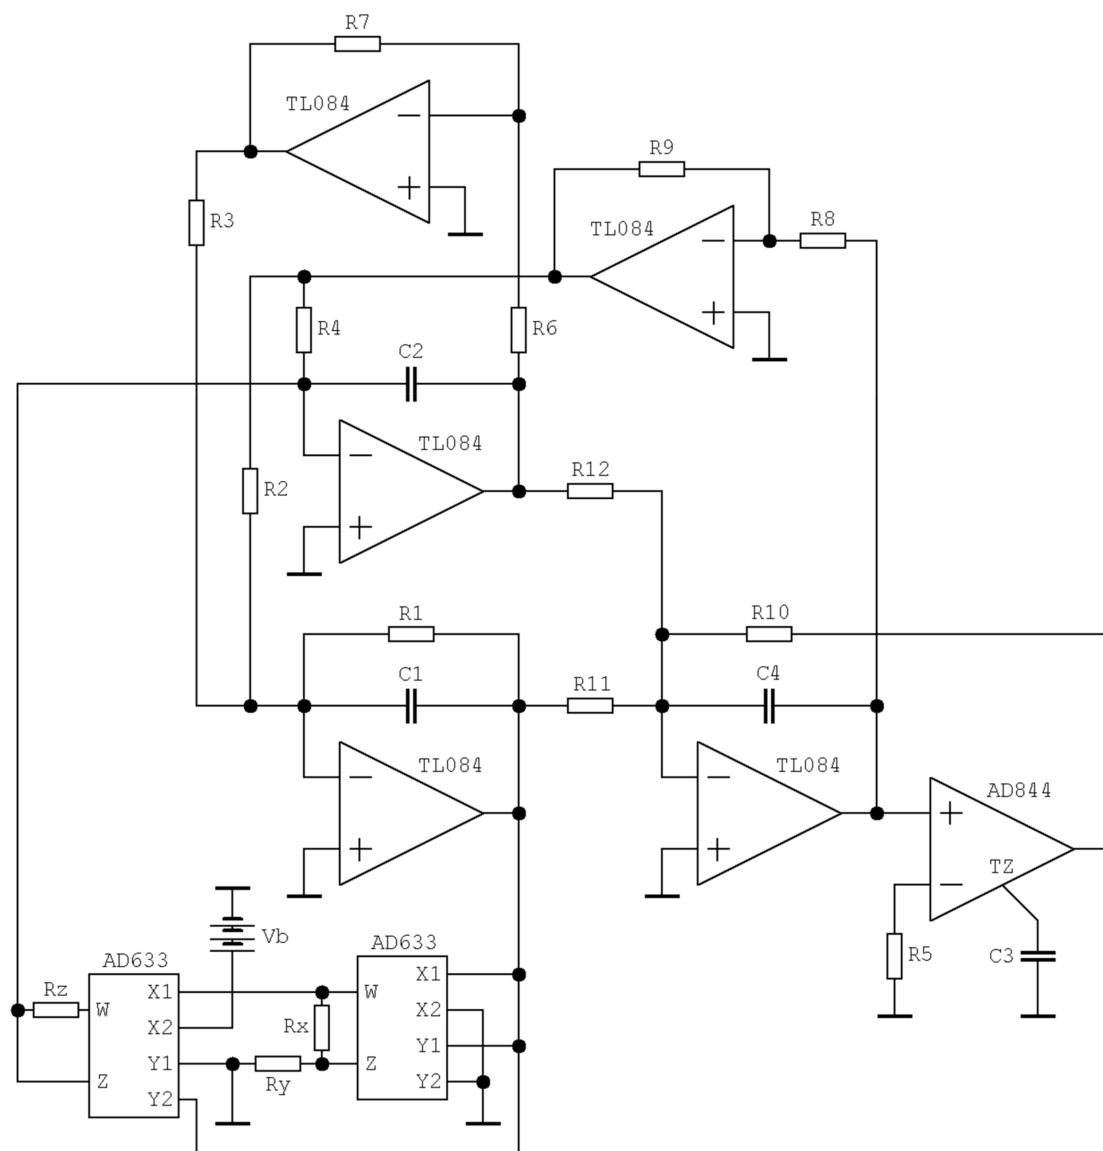 R7
TL084
−
+
R3
R9
TL084
−
+
R8
R4
R6
C2
TL084
−
+
R2
R12
R1
R10
C1
R11
C4
TL084
−
+
TL084
−
+
AD844
+
−
TZ
R5
C3
Vb
AD633
AD633
Rz
W
X1
X2
Y1
Y2
Z
Rx
Ry
W
X1
X2
Y1
Y2
Z